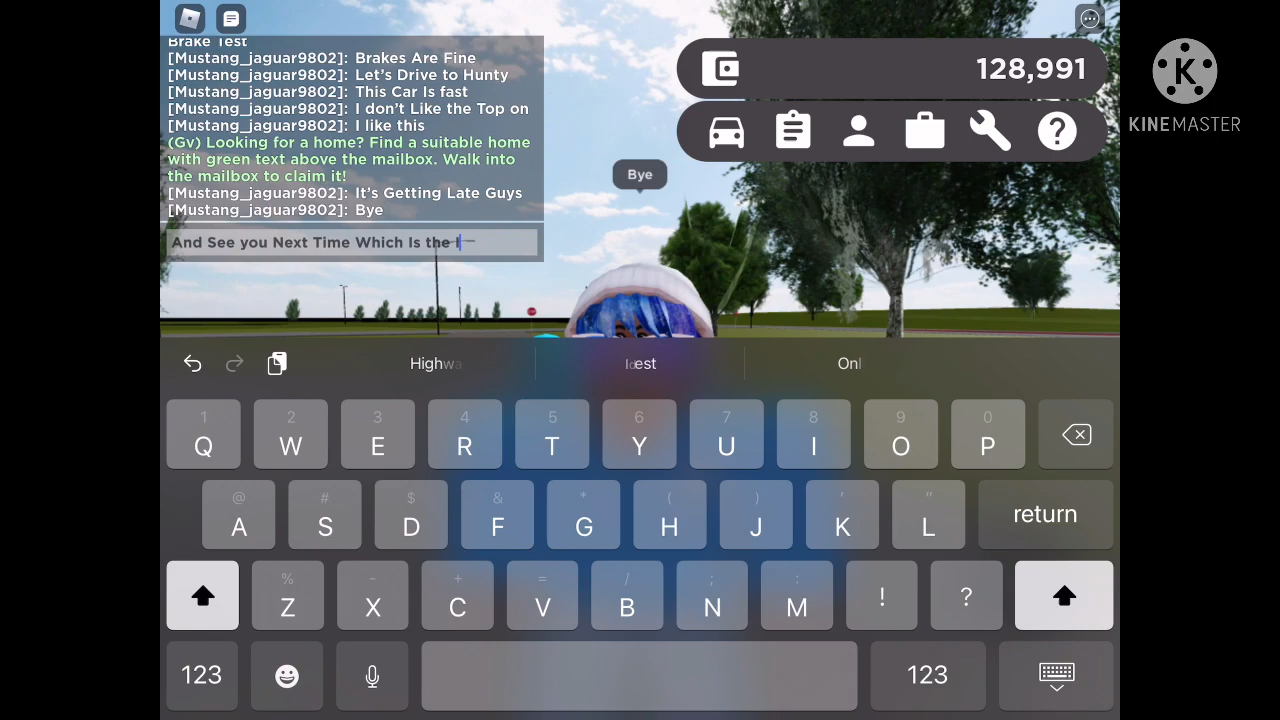 Brake Test
[Mustang_jaguar9802]: Brakes Are Fine
[Mustang_jaguar9802]: Let's Drive to Hunty
[Mustang_jaguar9802]: This Car Is fast
[Mustang_jaguar9802]: I don't Like the Top on
[Mustang_jaguar9802]: I like this
(Gv) Looking for a home? Find a suitable home
with green text above the mailbox. Walk into
the mailbox to claim it!
[Mustang_jaguar9802]: It's Getting Late Guys
[Mustang_jaguar9802]: Bye
And See you Next Time Which Is the
128,991
Bye
K
KINEMASTER
1 2 3 4 5 6 7 8 9 0
Q W E R T Y U I O P
@ # $ & * ( ) ' "
A S D F G H J K L return
% - + = / ; :
Z X C V B N M ! ?
123 123